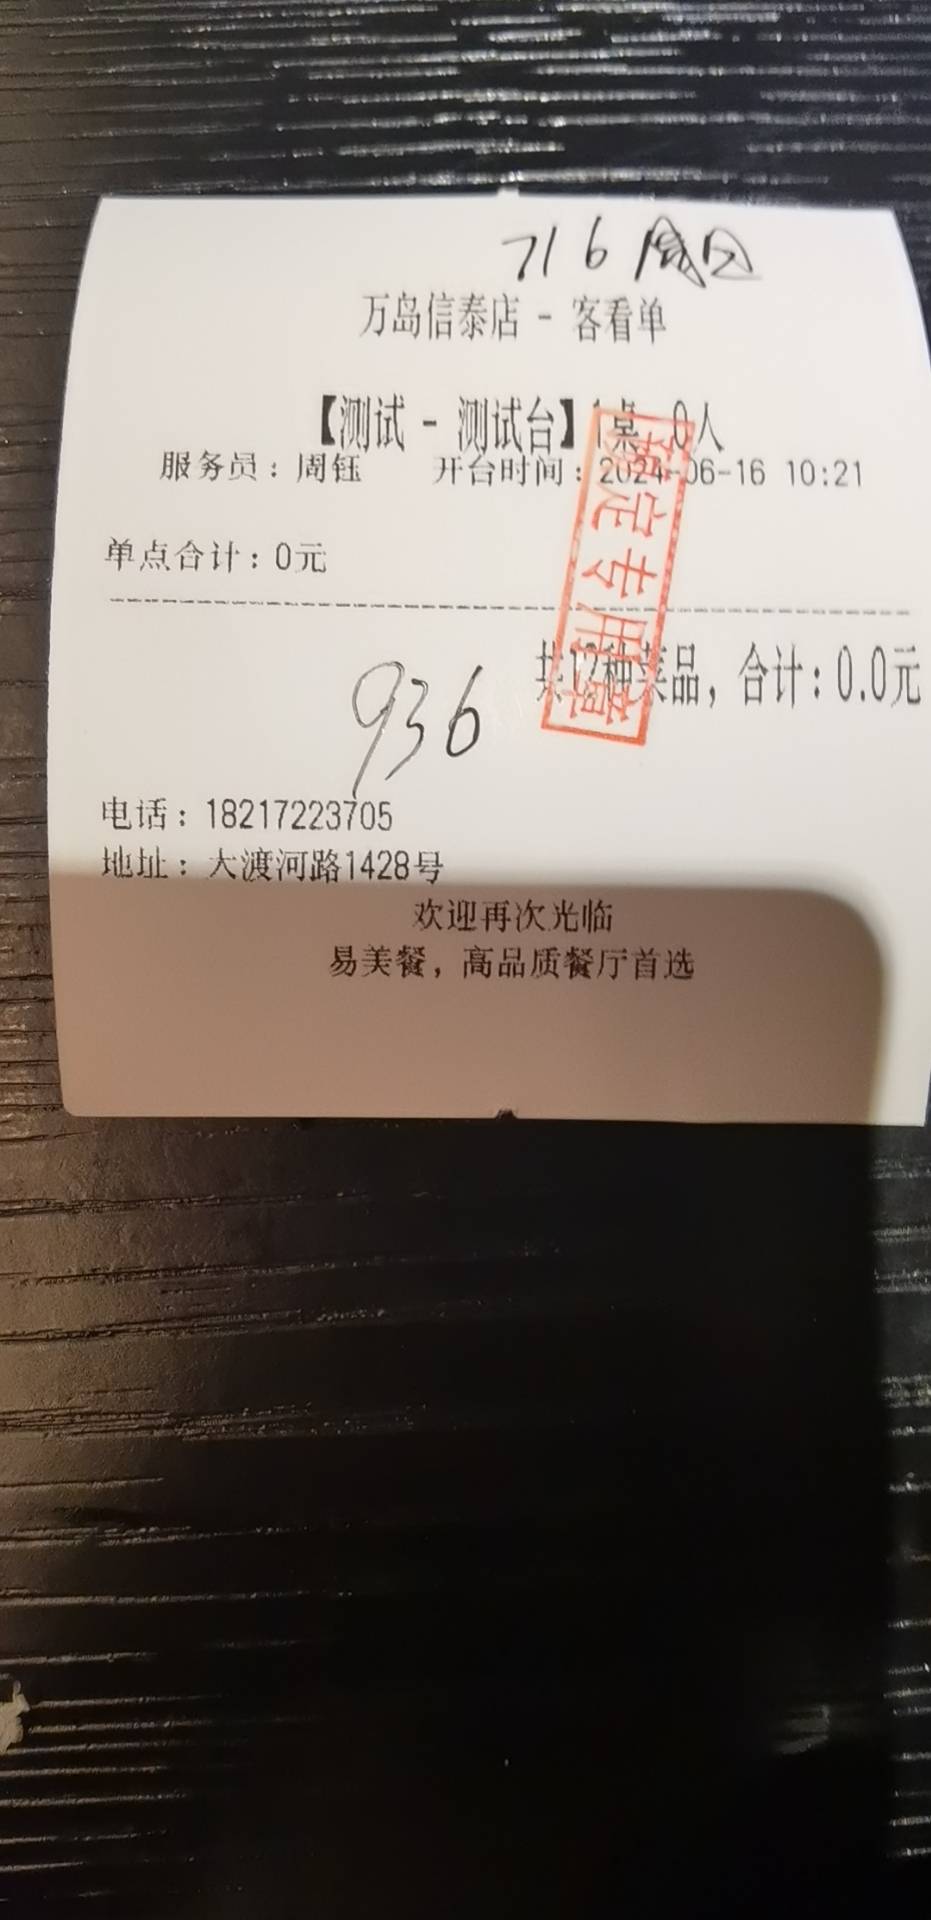 716 周日
万岛信泰店 - 客看单
【测试 - 测试台】1桌 0人
服务员：周钰 开台时间：2024-06-16 10:21
单点合计：0元
共12种菜品，合计：0.0元
936
定专用章
电话：18217223705
地址：大渡河路1428号
欢迎再次光临
易美餐，高品质餐厅首选